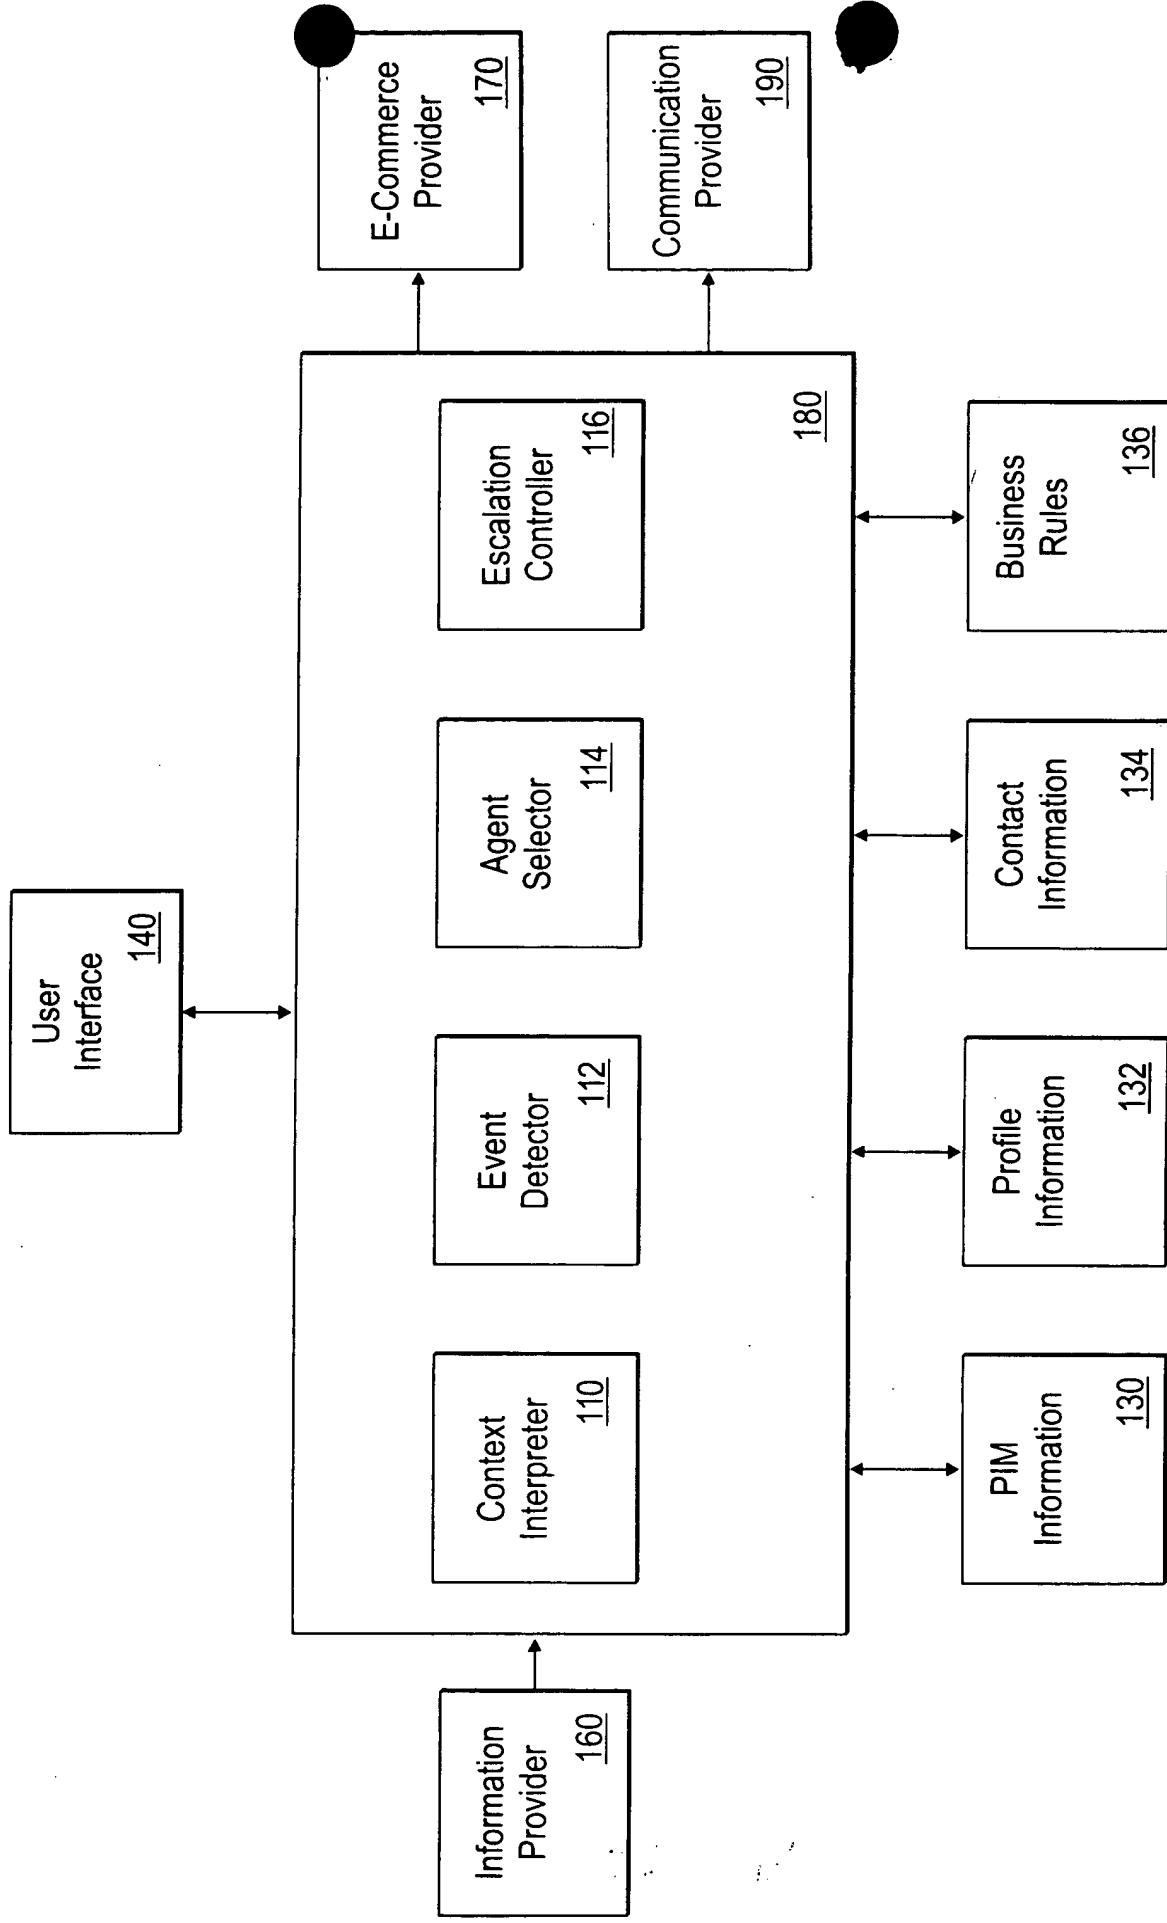 User
Interface
140
Information
Provider
160
Context
Interpreter
110
Event
Detector
112
Agent
Selector
114
Escalation
Controller
116
180
E-Commerce
Provider
170
Communication
Provider
190
PIM
Information
130
Profile
Information
132
Contact
Information
134
Business
Rules
136